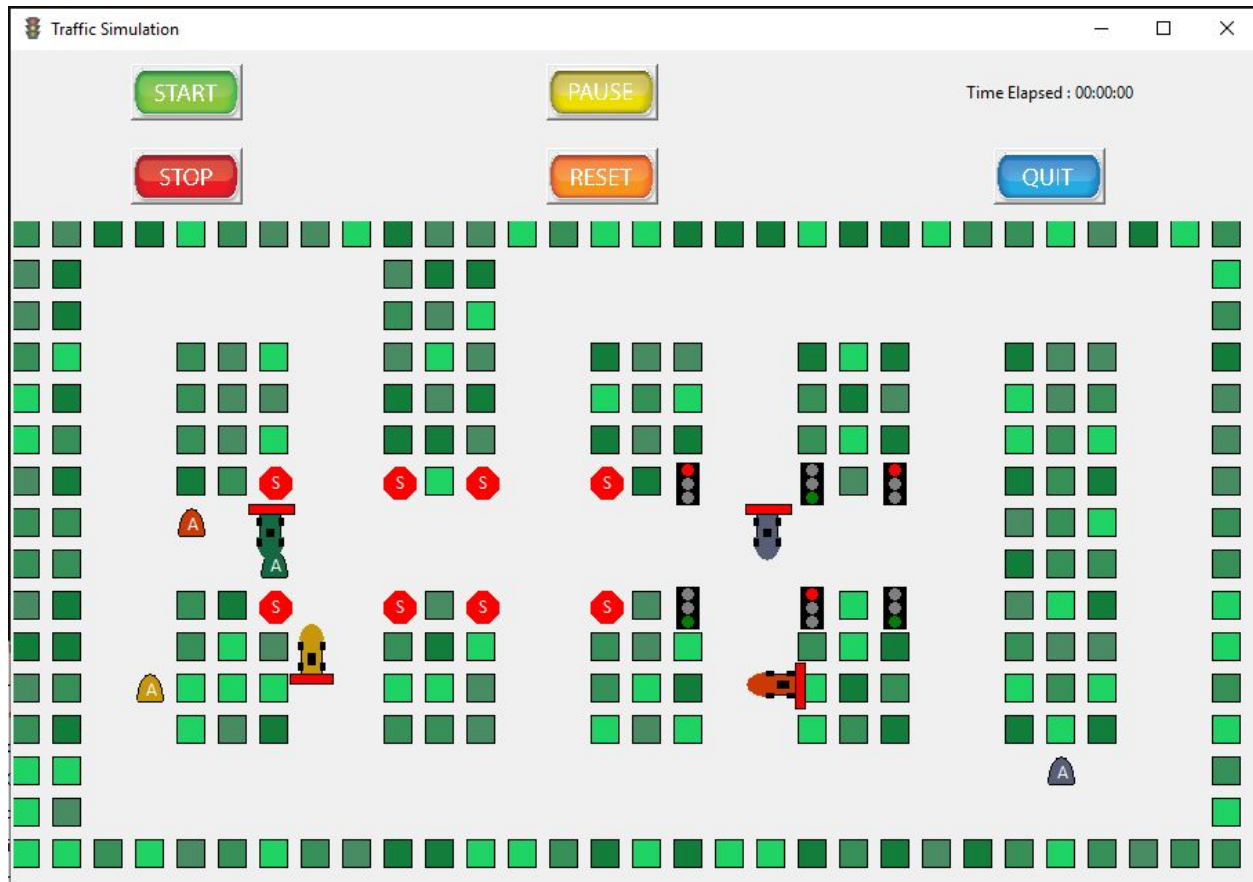 Traffic Simulation
START
PAUSE
Time Elapsed : 00:00:00
STOP
RESET
QUIT
S
S
S
S
A
A
S
S
S
S
A
A